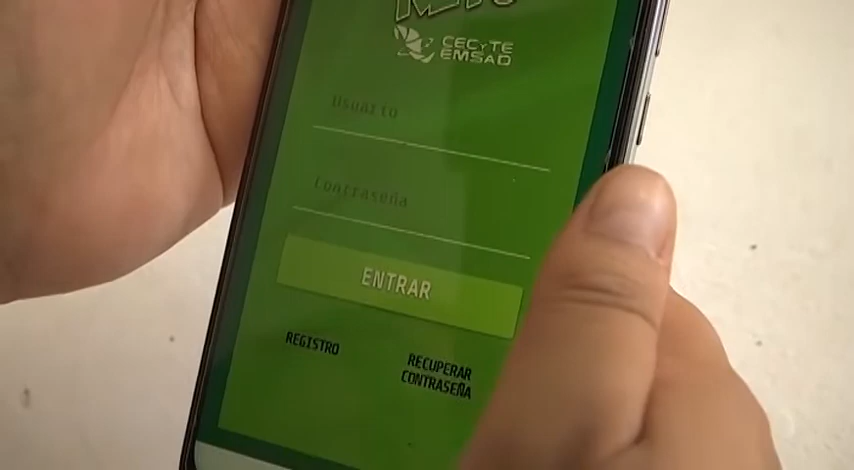 CECyTE
EMSAD
Usuario
Contraseña
ENTRAR
REGISTRO
RECUPERAR
CONTRASEÑA